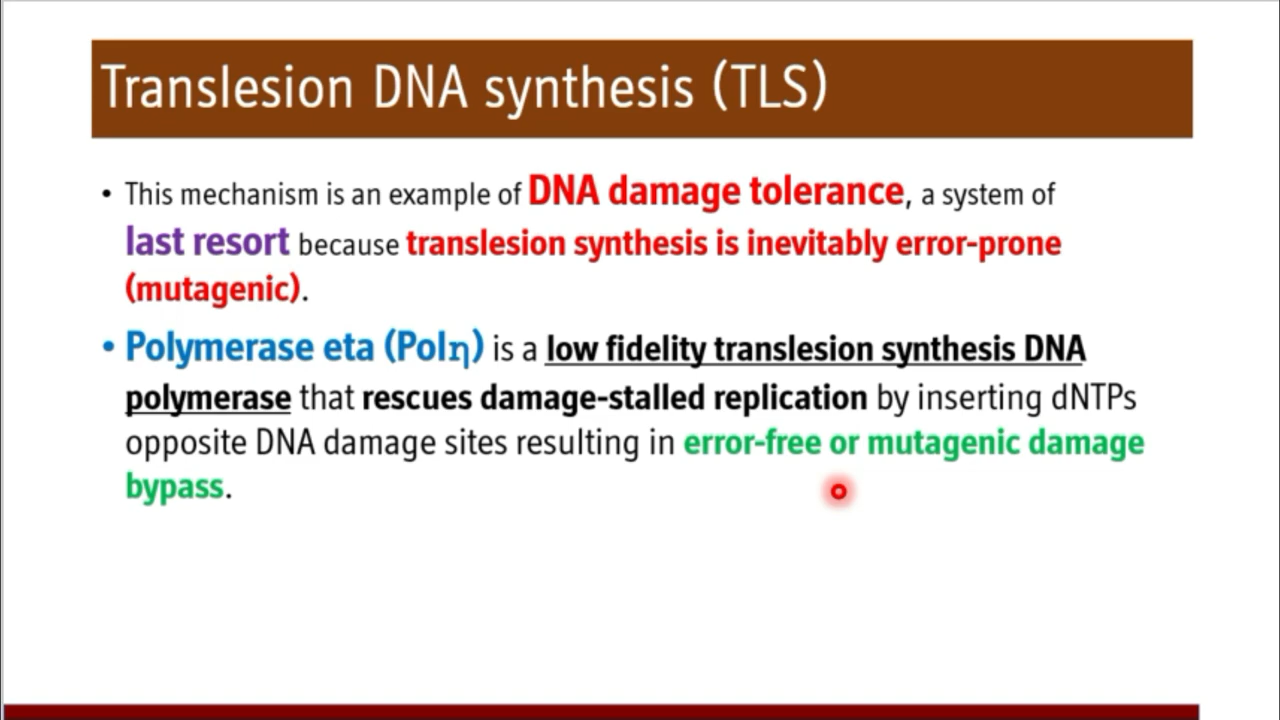 Translesion DNA synthesis (TLS)
• This mechanism is an example of DNA damage tolerance, a system of
last resort because translesion synthesis is inevitably error-prone
(mutagenic).
• Polymerase eta (Polη) is a low fidelity translesion synthesis DNA
polymerase that rescues damage-stalled replication by inserting dNTPs
opposite DNA damage sites resulting in error-free or mutagenic damage
bypass.